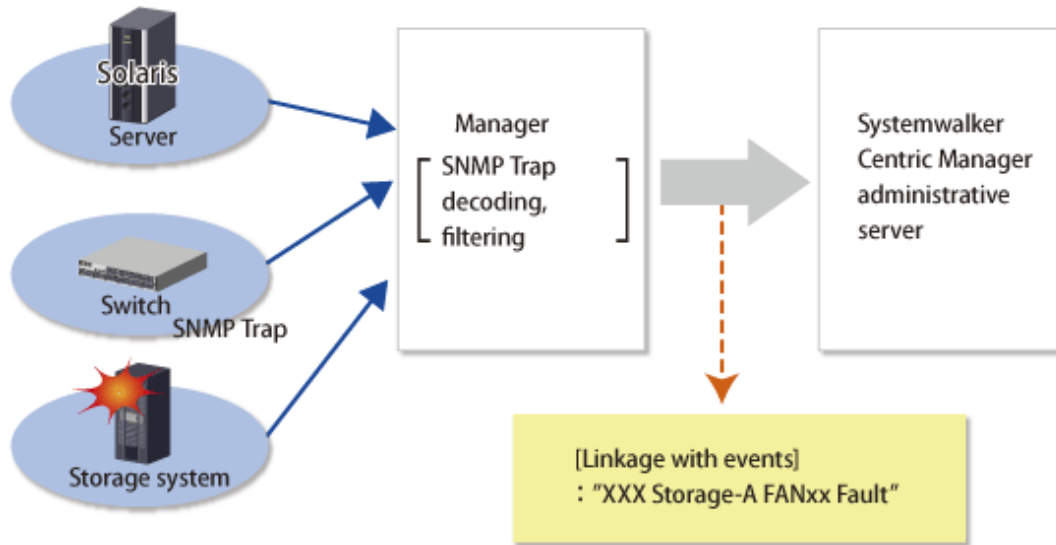 Solaris
Server
Switch
SNMP Trap
Storage system
Manager
SNMP Trap
decoding,
filtering
Systemwalker
Centric Manager
administrative
server
[Linkage with events]
: ”XXX Storage-A FANxx Fault”